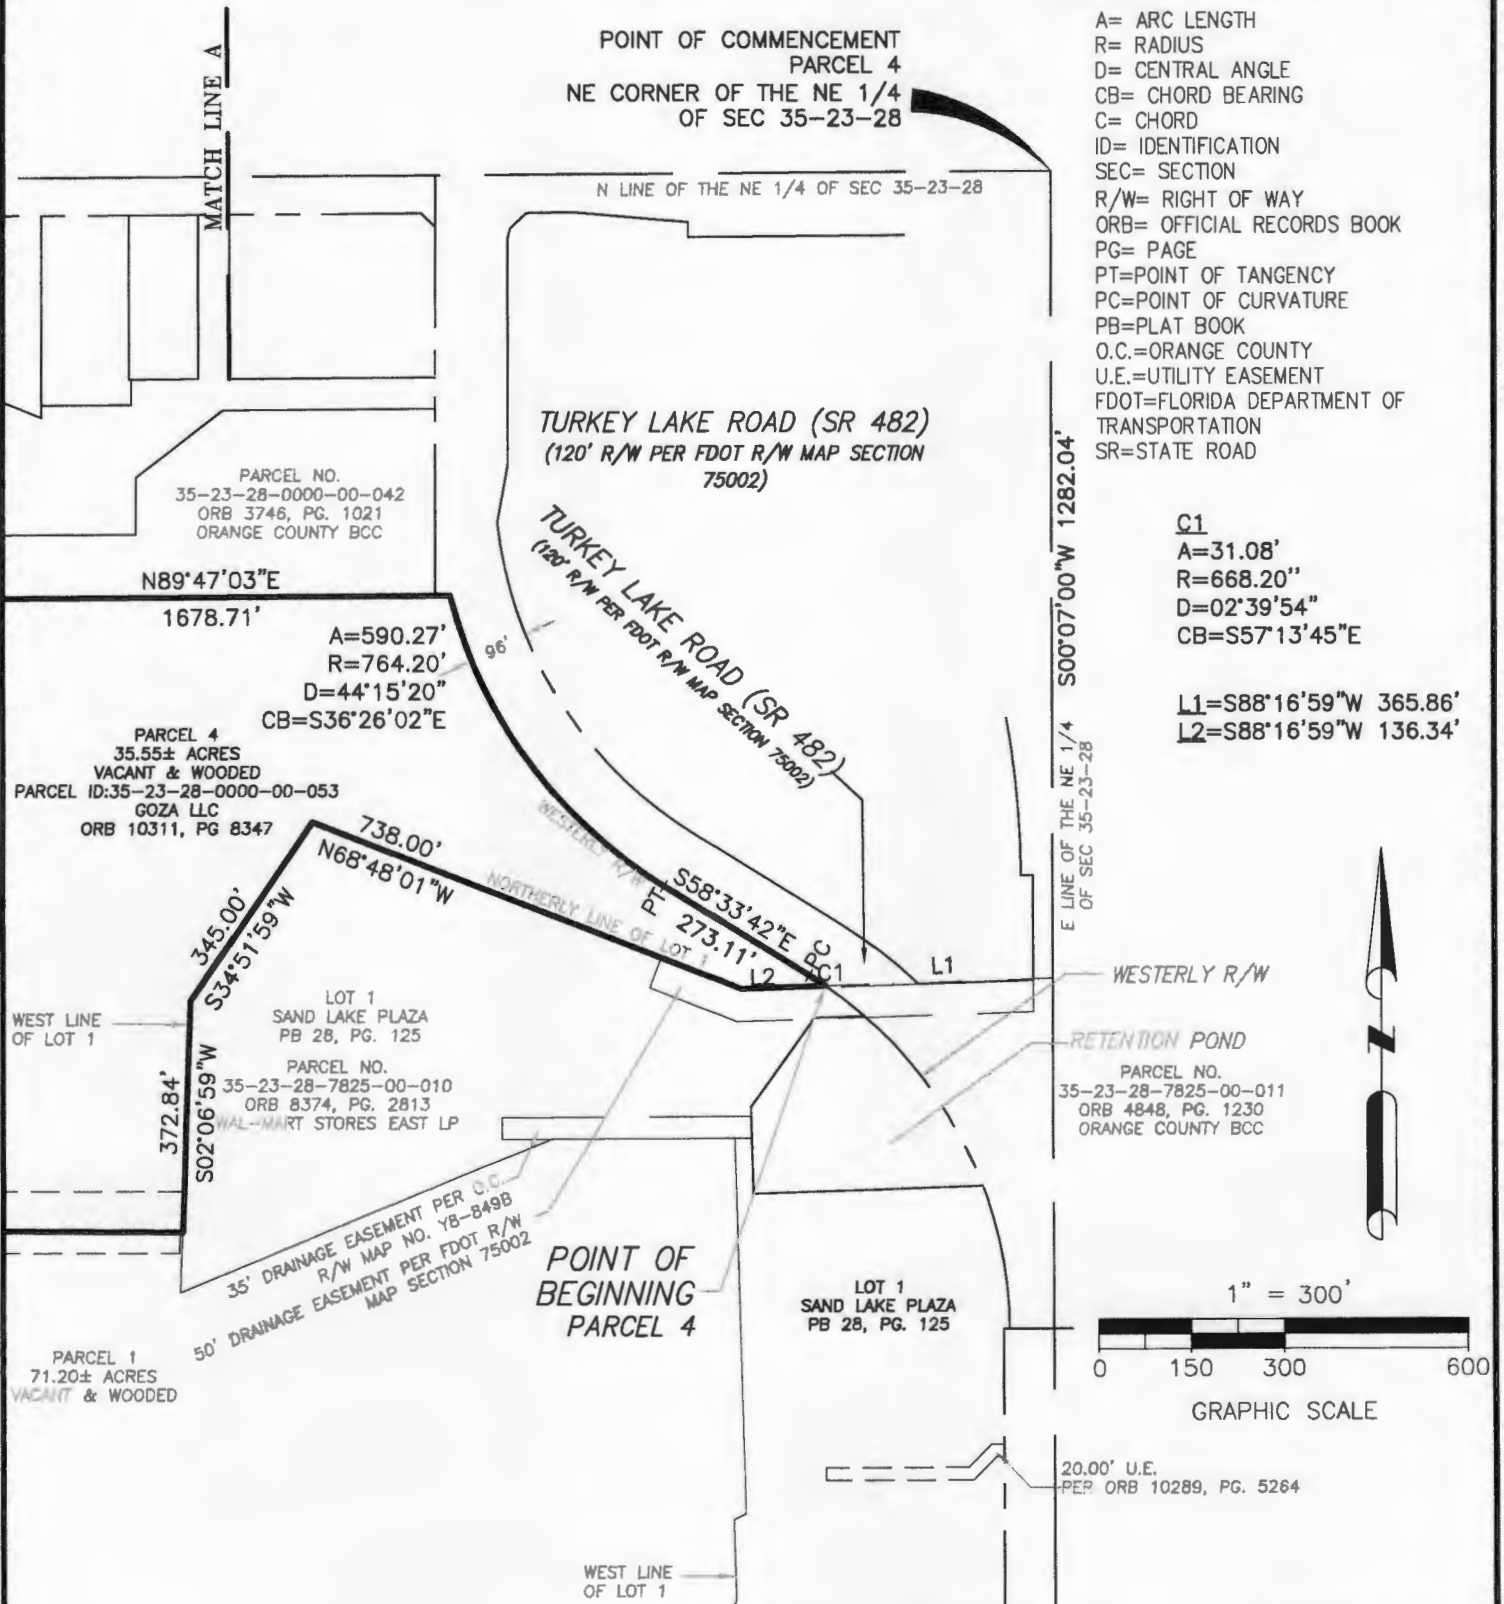 A= ARC LENGTH
R= RADIUS
D= CENTRAL ANGLE
CB= CHORD BEARING
C= CHORD
ID= IDENTIFICATION
SEC= SECTION
R/W= RIGHT OF WAY
ORB= OFFICIAL RECORDS BOOK
PG= PAGE
PT=POINT OF TANGENCY
PC=POINT OF CURVATURE
PB=PLAT BOOK
O.C.=ORANGE COUNTY
U.E.=UTILITY EASEMENT
FDOT=FLORIDA DEPARTMENT OF
TRANSPORTATION
SR=STATE ROAD
POINT OF COMMENCEMENT
PARCEL 4
NE CORNER OF THE NE 1/4
OF SEC 35-23-28
MATCH LINE A
N LINE OF THE NE 1/4 OF SEC 35-23-28
TURKEY LAKE ROAD (SR 482)
(120' R/W PER FDOT R/W MAP SECTION
75002)
TURKEY LAKE ROAD (SR 482)
(120' R/W PER FDOT R/W MAP SECTION 75002)
S00°07'00"W 1282.04'
E LINE OF THE NE 1/4
OF SEC 35-23-28
C1
A=31.08'
R=668.20''
D=02°39'54"
CB=S57°13'45"E
L1=S88°16'59"W 365.86'
L2=S88°16'59"W 136.34'
PARCEL NO.
35-23-28-0000-00-042
ORB 3746, PG. 1021
ORANGE COUNTY BCC
N89°47'03"E
1678.71'
A=590.27'
R=764.20'
D=44°15'20"
CB=S36°26'02"E
96'
PARCEL 4
35.55± ACRES
VACANT & WOODED
PARCEL ID:35-23-28-0000-00-053
GOZA LLC
ORB 10311, PG 8347
738.00'
N68°48'01"W
WESTERLY R/W
NORTHERLY LINE OF LOT 1
PT
S58°33'42"E
273.11'
PC
L2
C1
L1
345.00'
S34°51'59"W
WEST LINE
OF LOT 1
LOT 1
SAND LAKE PLAZA
PB 28, PG. 125
PARCEL NO.
35-23-28-7825-00-010
ORB 8374, PG. 2813
WAL-MART STORES EAST LP
372.84'
S02°06'59"W
WESTERLY R/W
RETENTION POND
PARCEL NO.
35-23-28-7825-00-011
ORB 4848, PG. 1230
ORANGE COUNTY BCC
N
35' DRAINAGE EASEMENT PER O.C.
R/W MAP NO. Y8-849B
50' DRAINAGE EASEMENT PER FDOT R/W
MAP SECTION 75002
POINT OF
BEGINNING
PARCEL 4
LOT 1
SAND LAKE PLAZA
PB 28, PG. 125
PARCEL 1
71.20± ACRES
VACANT & WOODED
1" = 300'
0 150 300 600
GRAPHIC SCALE
20.00' U.E.
PER ORB 10289, PG. 5264
WEST LINE
OF LOT 1